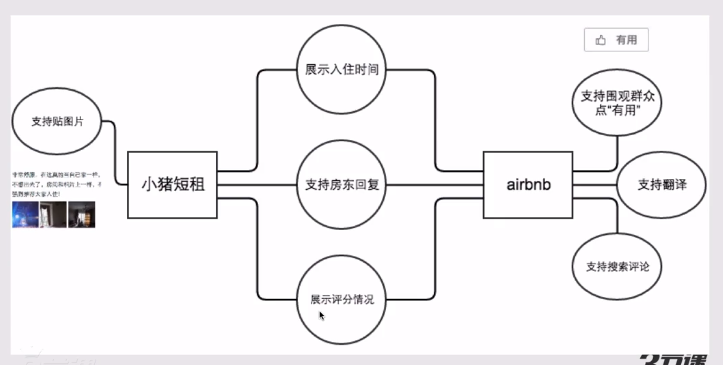 有用
展示入住时间
支持围观群众
点“有用”
支持贴图片
小猪短租
支持房东回复
airbnb
支持翻译
支持搜索评论
展示评分情况